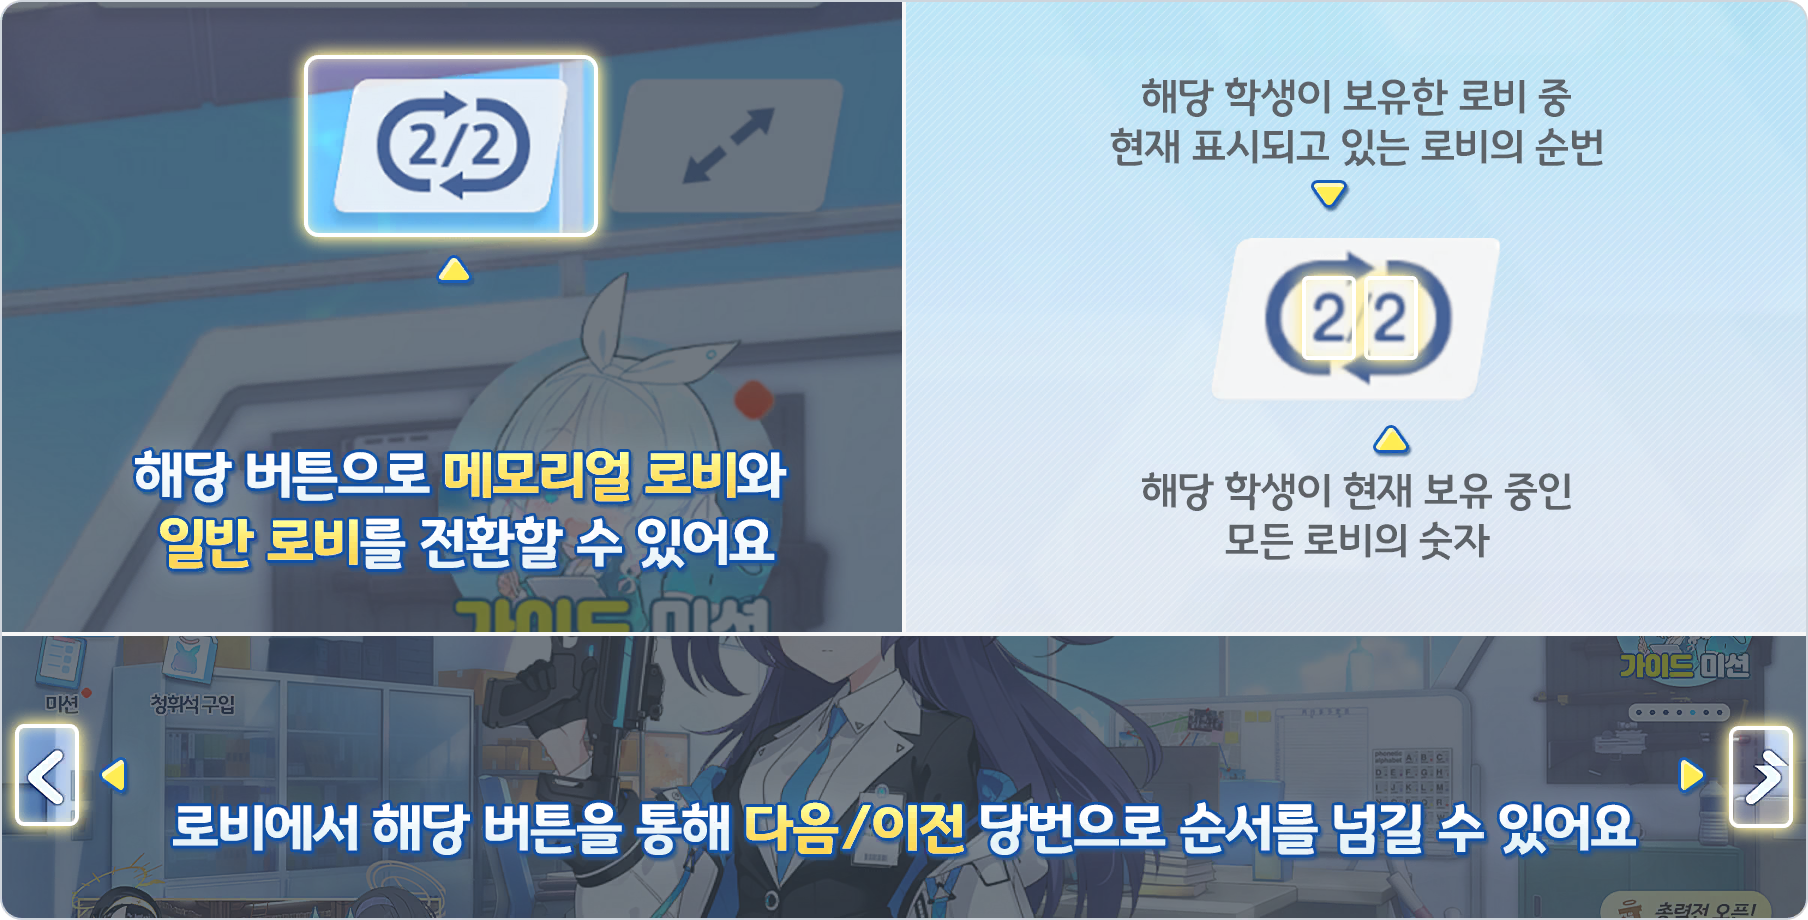 2/2
해당 버튼으로 메모리얼 로비와
일반 로비를 전환할 수 있어요
가이드 미션
해당 학생이 보유한 로비 중
현재 표시되고 있는 로비의 순번
2/2
해당 학생이 현재 보유 중인
모든 로비의 숫자
미션
청휘석 구입
가이드 미션
로비에서 해당 버튼을 통해 다음/이전 당번으로 순서를 넘길 수 있어요
총력전 오픈!